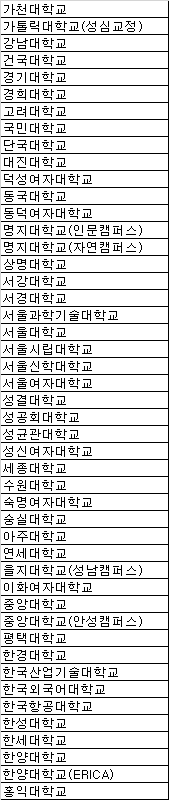 가천대학교
가톨릭대학교(성심교정)
강남대학교
건국대학교
경기대학교
경희대학교
고려대학교
국민대학교
단국대학교
대진대학교
덕성여자대학교
동국대학교
동덕여자대학교
명지대학교(인문캠퍼스)
명지대학교(자연캠퍼스)
상명대학교
서강대학교
서경대학교
서울과학기술대학교
서울대학교
서울시립대학교
서울신학대학교
서울여자대학교
성결대학교
성공회대학교
성균관대학교
성신여자대학교
세종대학교
수원대학교
숙명여자대학교
숭실대학교
아주대학교
연세대학교
을지대학교(성남캠퍼스)
이화여자대학교
중앙대학교
중앙대학교(안성캠퍼스)
평택대학교
한경대학교
한국산업기술대학교
한국외국어대학교
한국항공대학교
한성대학교
한세대학교
한양대학교
한양대학교(ERICA)
홍익대학교